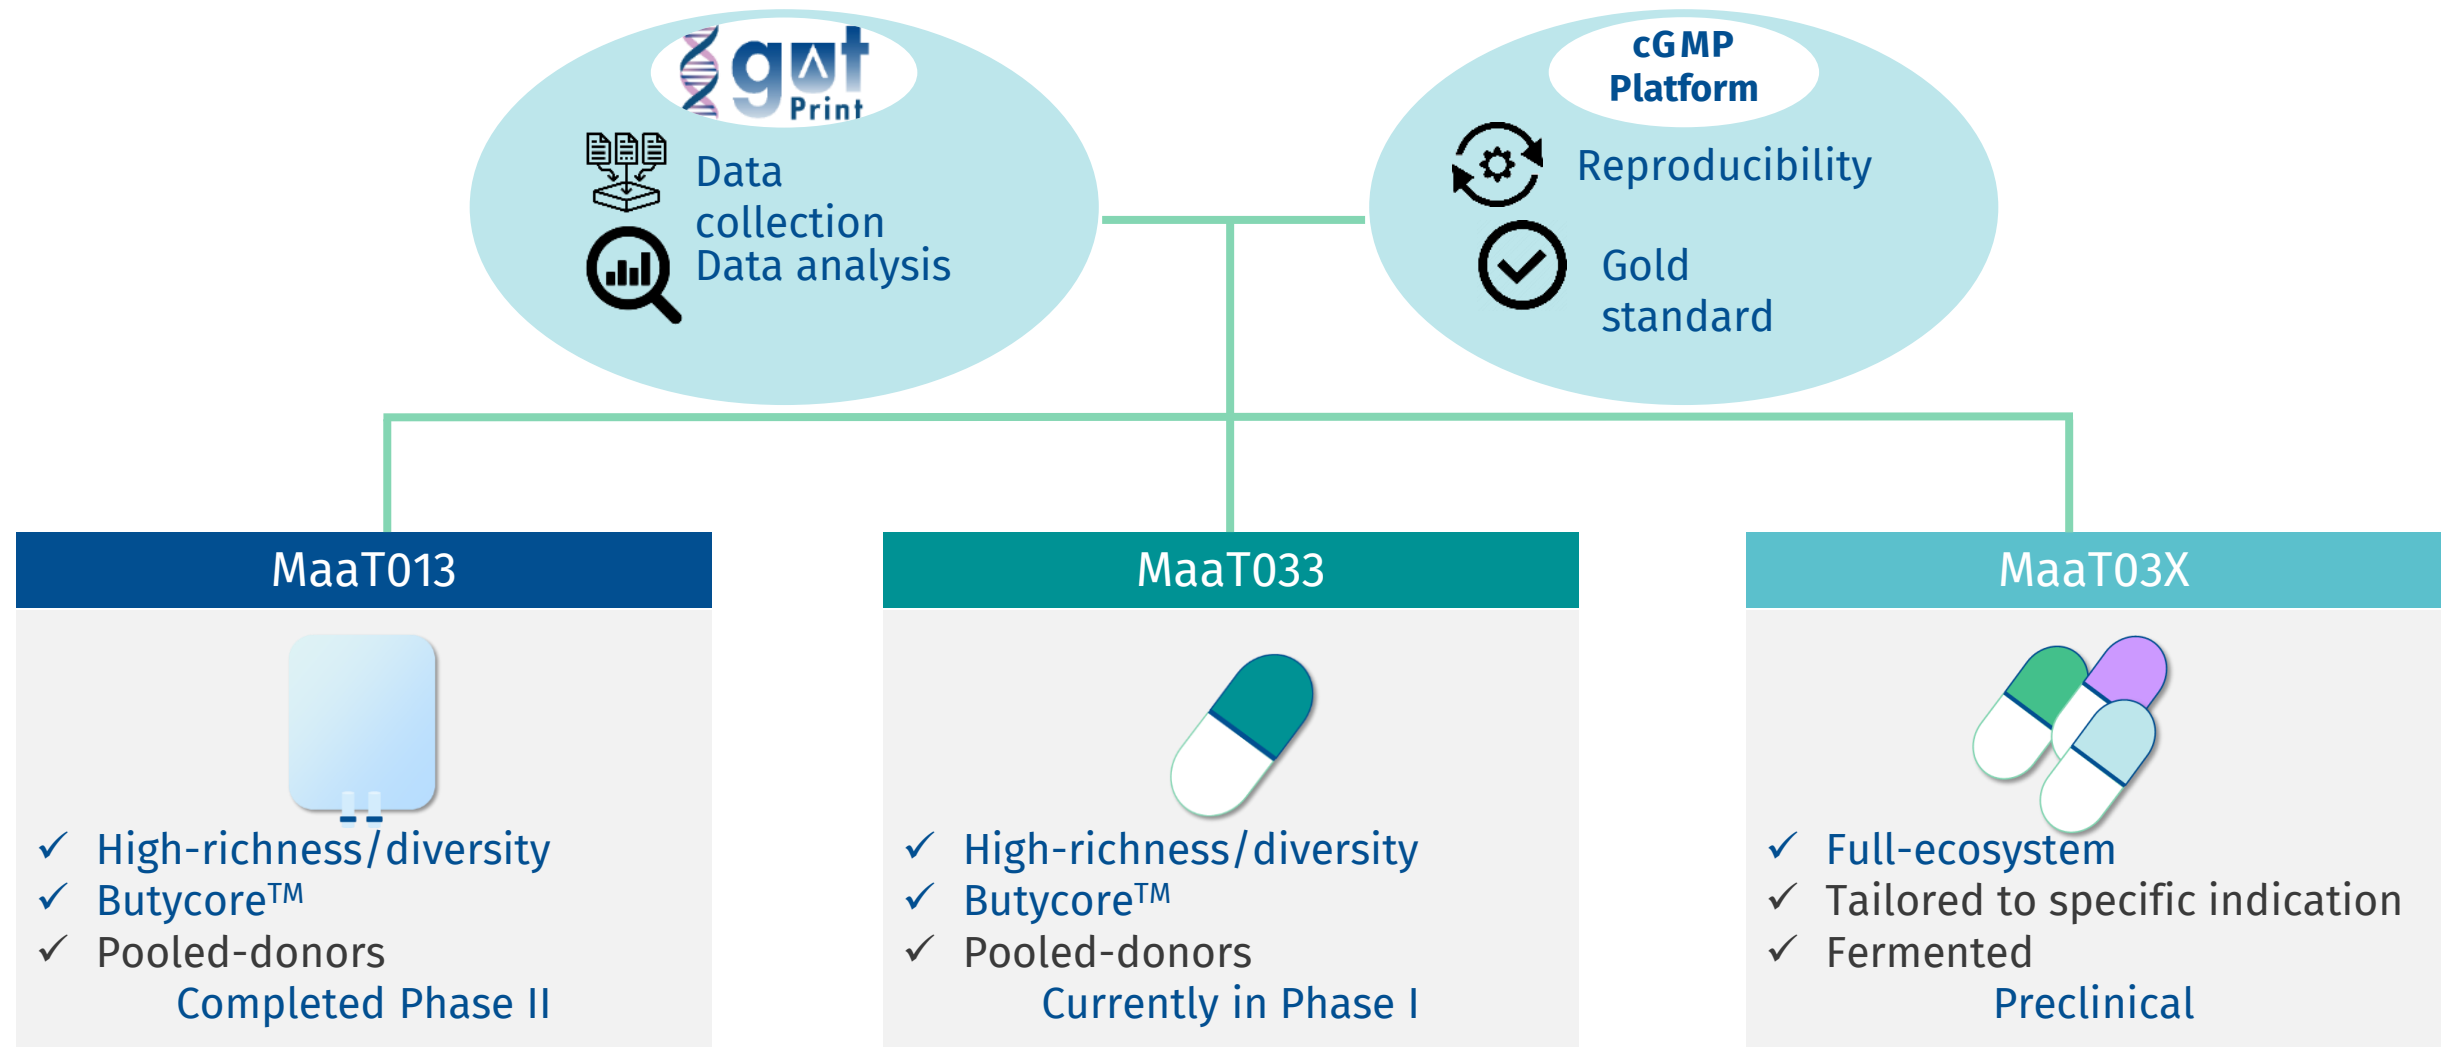 gut
Print
Data
collection
Data analysis
cGMP
Platform
Reproducibility
Gold
standard
MaaT013
High-richness/diversity
Butycore™
Pooled-donors
Completed Phase II
MaaT033
High-richness/diversity
Butycore™
Pooled-donors
Currently in Phase I
MaaT03X
Full-ecosystem
Tailored to specific indication
Fermented
Preclinical